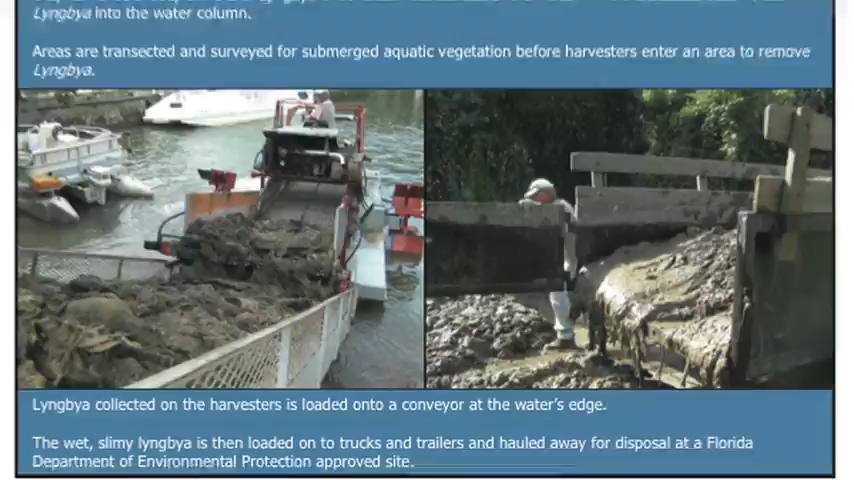 Lyngbya into the water column.
Areas are transected and surveyed for submerged aquatic vegetation before harvesters enter an area to remove
Lyngbya.
Lyngbya collected on the harvesters is loaded onto a conveyor at the water's edge.
The wet, slimy lyngbya is then loaded on to trucks and trailers and hauled away for disposal at a Florida
Department of Environmental Protection approved site.